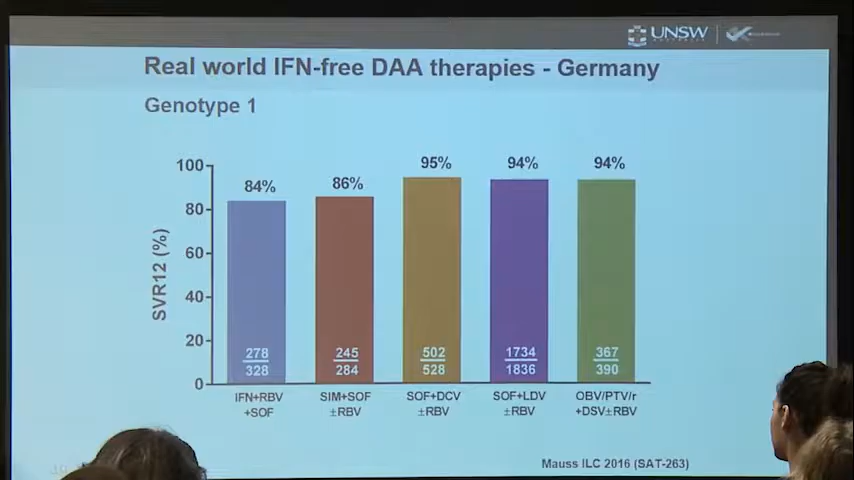 UNSW
Real world IFN-free DAA therapies - Germany
Genotype 1
SVR12 (%)
100
80
60
40
20
0
84%
86%
95%
94%
94%
278
328
245
284
502
528
1734
1836
367
390
IFN+RBV
+SOF
SIM+SOF
±RBV
SOF+DCV
±RBV
SOF+LDV
±RBV
OBV/PTV/r
+DSV±RBV
Mauss ILC 2016 (SAT-263)